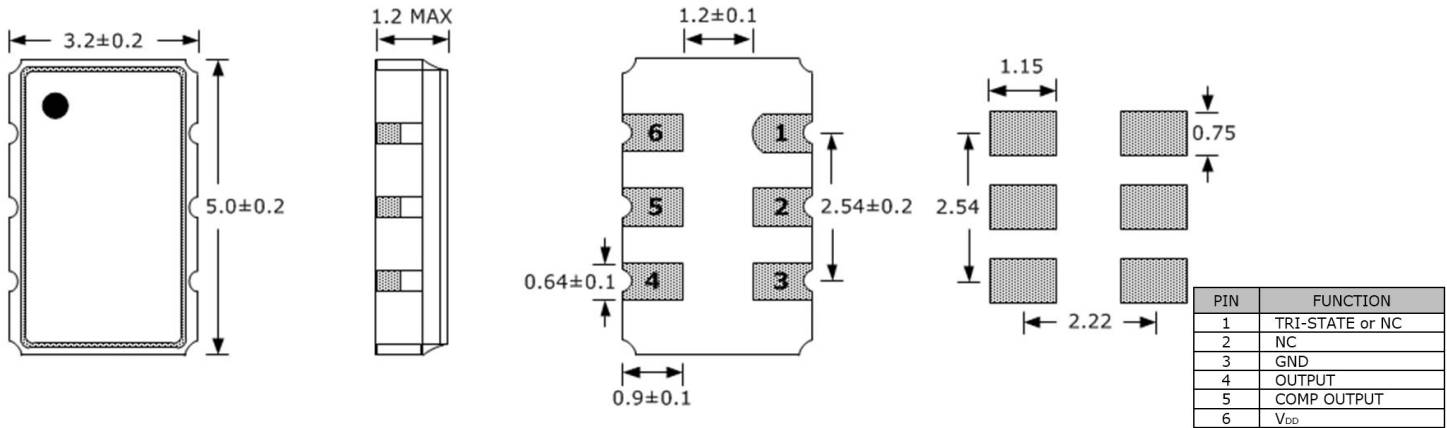 3.2±0.2
5.0±0.2
1.2 MAX
1.2±0.1
6
1
5
2
4
3
2.54±0.2
0.64±0.1
0.9±0.1
1.15
0.75
2.54
2.22
PIN FUNCTION
1 TRI-STATE or NC
2 NC
3 GND
4 OUTPUT
5 COMP OUTPUT
6 VDD